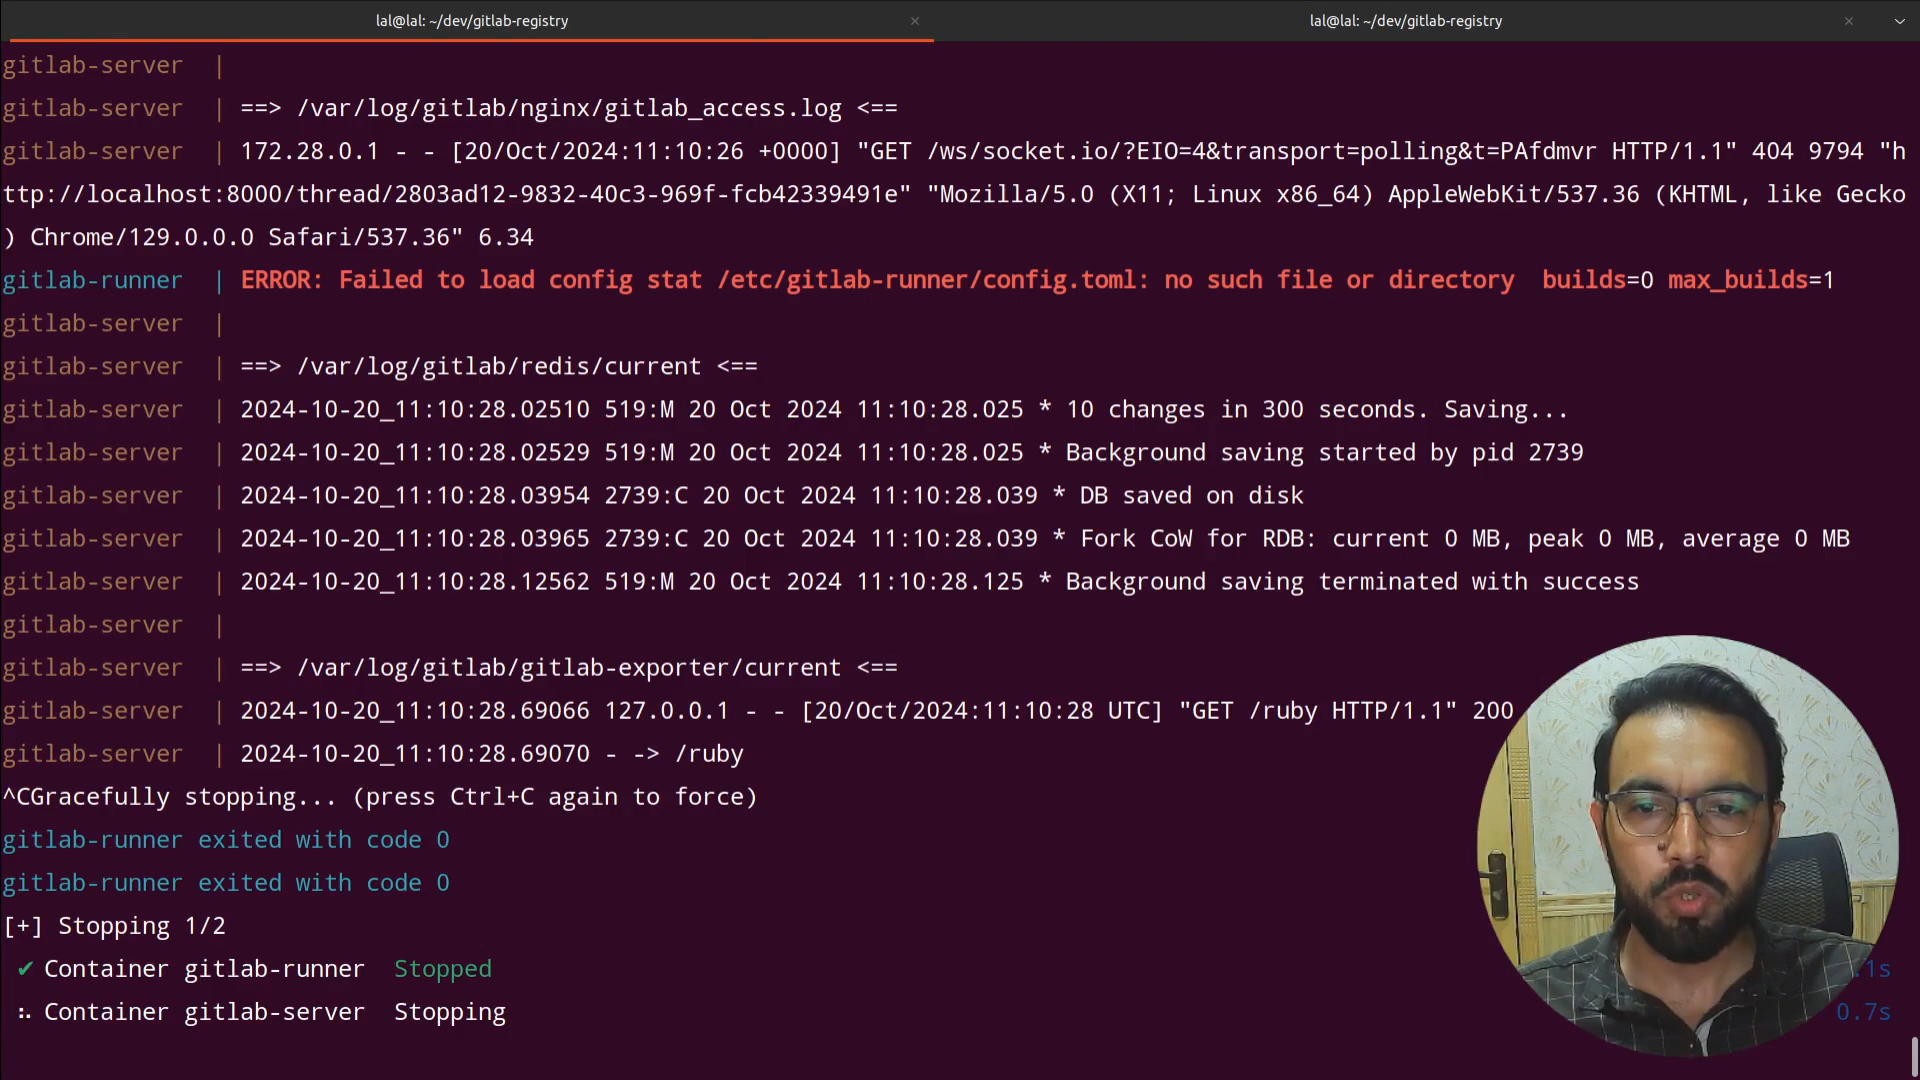 lal@lal: ~/dev/gitlab-registry
lal@lal: ~/dev/gitlab-registry
gitlab-server  |
gitlab-server  | ==> /var/log/gitlab/nginx/gitlab_access.log <==
gitlab-server  | 172.28.0.1 - - [20/Oct/2024:11:10:26 +0000] "GET /ws/socket.io/?EIO=4&transport=polling&t=PAfdmvr HTTP/1.1" 404 9794 "h
ttp://localhost:8000/thread/2803ad12-9832-40c3-969f-fcb42339491e" "Mozilla/5.0 (X11; Linux x86_64) AppleWebKit/537.36 (KHTML, like Gecko
) Chrome/129.0.0.0 Safari/537.36" 6.34
gitlab-runner  | ERROR: Failed to load config stat /etc/gitlab-runner/config.toml: no such file or directory  builds=0 max_builds=1
gitlab-server  |
gitlab-server  | ==> /var/log/gitlab/redis/current <==
gitlab-server  | 2024-10-20_11:10:28.02510 519:M 20 Oct 2024 11:10:28.025 * 10 changes in 300 seconds. Saving...
gitlab-server  | 2024-10-20_11:10:28.02529 519:M 20 Oct 2024 11:10:28.025 * Background saving started by pid 2739
gitlab-server  | 2024-10-20_11:10:28.03954 2739:C 20 Oct 2024 11:10:28.039 * DB saved on disk
gitlab-server  | 2024-10-20_11:10:28.03965 2739:C 20 Oct 2024 11:10:28.039 * Fork CoW for RDB: current 0 MB, peak 0 MB, average 0 MB
gitlab-server  | 2024-10-20_11:10:28.12562 519:M 20 Oct 2024 11:10:28.125 * Background saving terminated with success
gitlab-server  |
gitlab-server  | ==> /var/log/gitlab/gitlab-exporter/current <==
gitlab-server  | 2024-10-20_11:10:28.69066 127.0.0.1 - - [20/Oct/2024:11:10:28 UTC] "GET /ruby HTTP/1.1" 200
gitlab-server  | 2024-10-20_11:10:28.69070 - -> /ruby
^CGracefully stopping... (press Ctrl+C again to force)
gitlab-runner exited with code 0
gitlab-runner exited with code 0
[+] Stopping 1/2
✔ Container gitlab-runner  Stopped 1s
⠦ Container gitlab-server  Stopping 0.7s